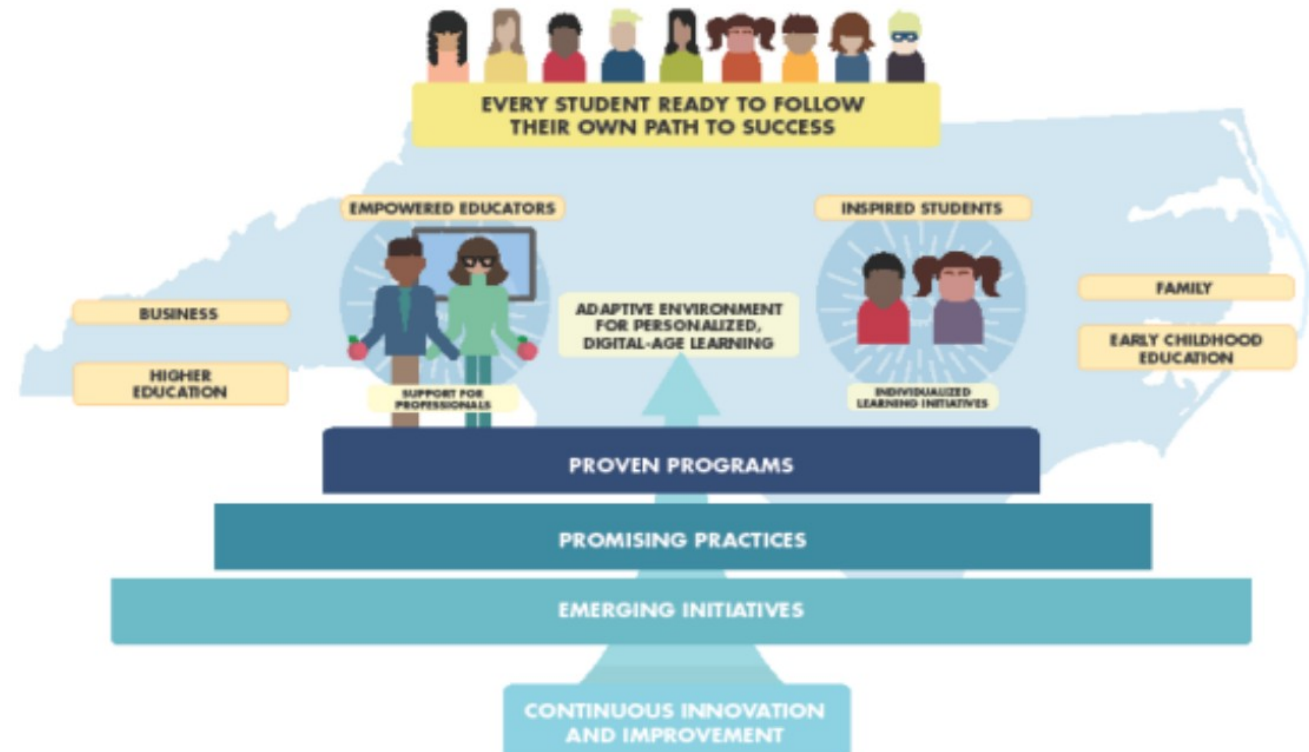 EVERY STUDENT READY TO FOLLOW
THEIR OWN PATH TO SUCCESS
EMPOWERED EDUCATORS
INSPIRED STUDENTS
BUSINESS
HIGHER
EDUCATION
ADAPTIVE ENVIRONMENT
FOR PERSONALIZED,
DIGITAL-AGE LEARNING
FAMILY
EARLY CHILDHOOD
EDUCATION
SUPPORT FOR
PROFESSIONALS
INDIVIDUALIZED
LEARNING INITIATIVES
PROVEN PROGRAMS
PROMISING PRACTICES
EMERGING INITIATIVES
CONTINUOUS INNOVATION
AND IMPROVEMENT